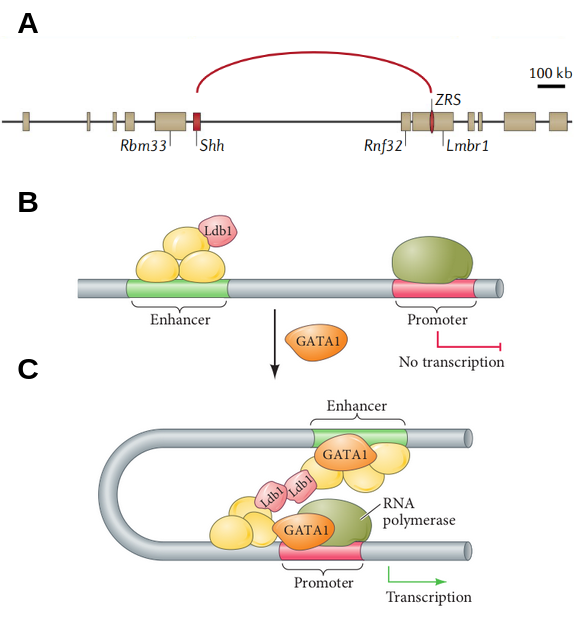 A
100 kb
ZRS
Rbm33
Shh
Rnf32
Lmbr1
B
Ldb1
Enhancer
Promoter
No transcription
GATA1
C
Enhancer
GATA1
Ldb1
Ldb1
RNA
polymerase
GATA1
Promoter
Transcription